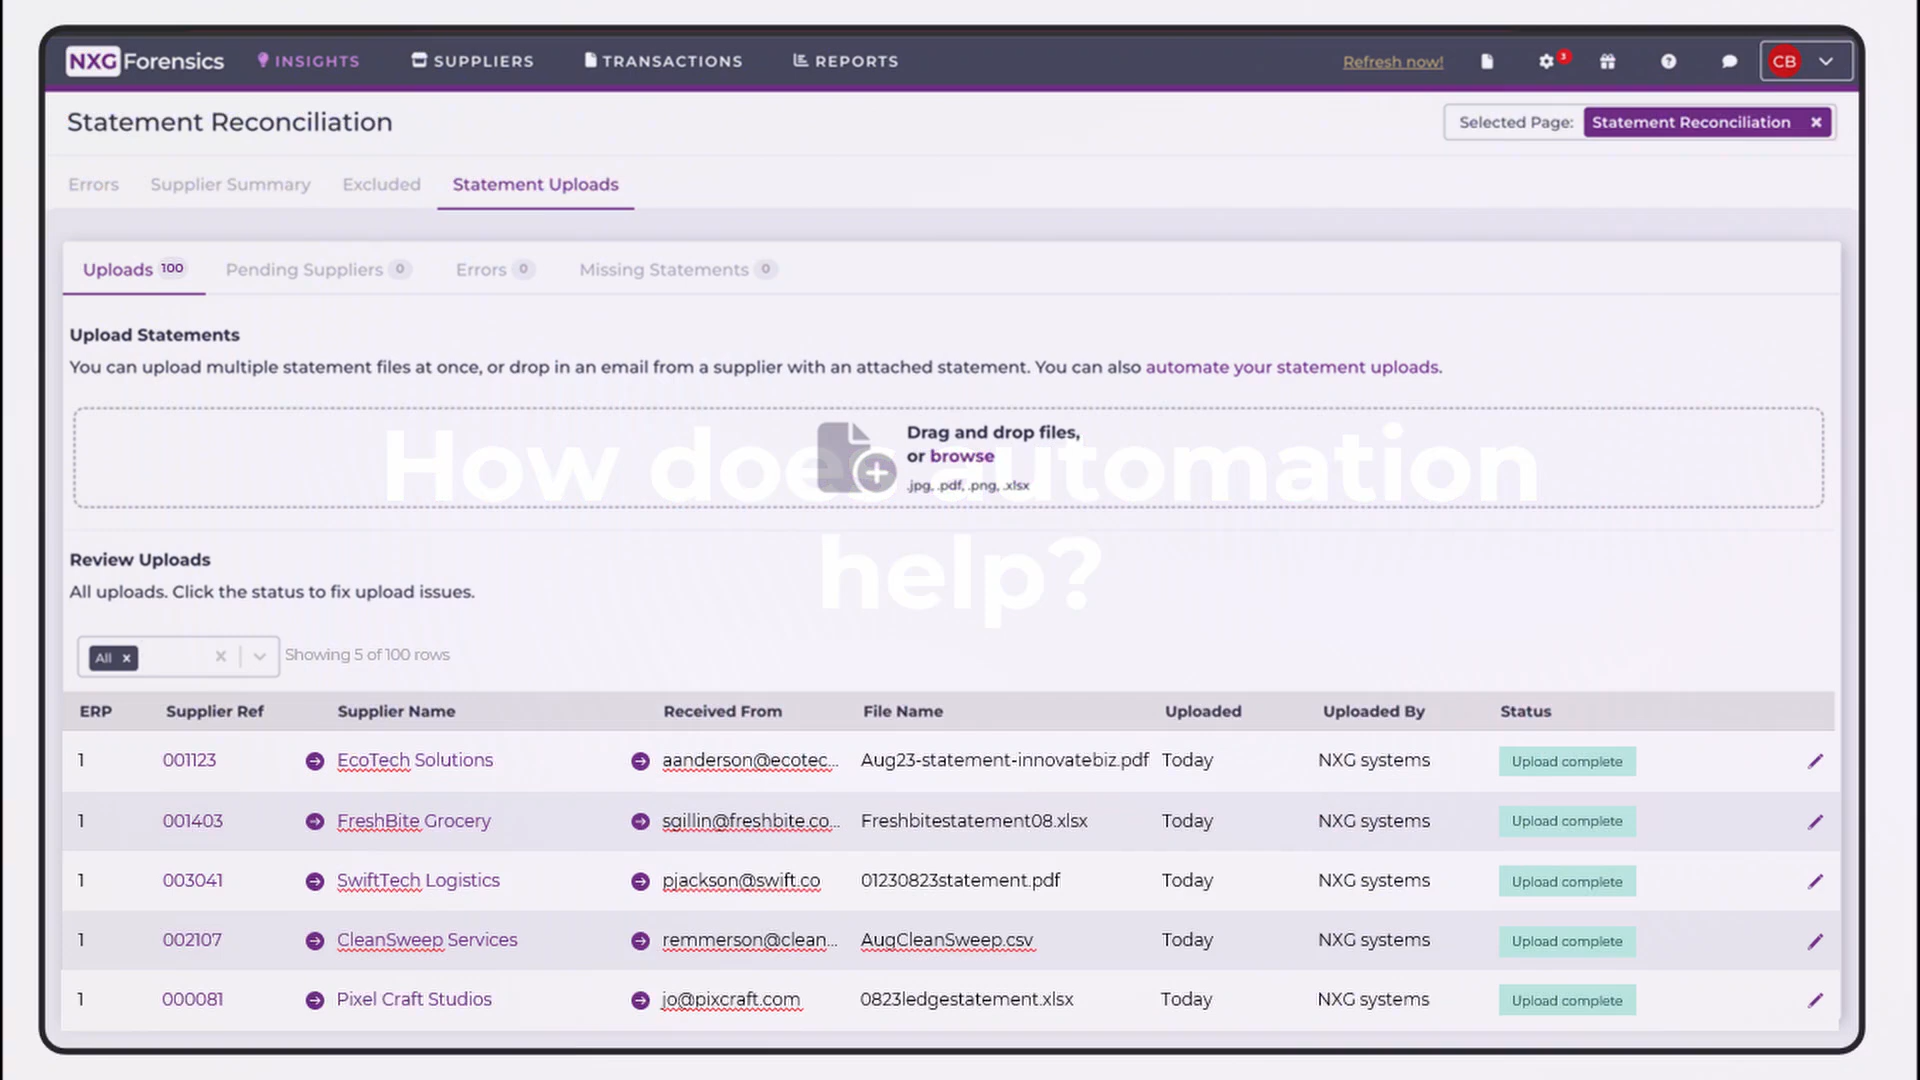 NXG Forensics INSIGHTS SUPPLIERS TRANSACTIONS REPORTS Refresh now! 3 CB
Statement Reconciliation Selected Page: Statement Reconciliation ×
Errors Supplier Summary Excluded Statement Uploads
Uploads 100 Pending Suppliers 0 Errors 0 Missing Statements 0
Upload Statements
You can upload multiple statement files at once, or drop in an email from a supplier with an attached statement. You can also automate your statement uploads.
Drag and drop files,
or browse
.jpg, .pdf, .png, .xlsx
How does automation
help?
Review Uploads
All uploads. Click the status to fix upload issues.
All × × Showing 5 of 100 rows
ERP Supplier Ref Supplier Name Received From File Name Uploaded Uploaded By Status
1 001123 EcoTech Solutions aanderson@ecotec... Aug23-statement-innovatebiz.pdf Today NXG systems Upload complete
1 001403 FreshBite Grocery sgillin@freshbite.co... Freshbitestatement08.xlsx Today NXG systems Upload complete
1 003041 SwiftTech Logistics pjackson@swift.co 01230823statement.pdf Today NXG systems Upload complete
1 002107 CleanSweep Services remmerson@clean... AugCleanSweep.csv Today NXG systems Upload complete
1 000081 Pixel Craft Studios jo@pixcraft.com 0823ledgestatement.xlsx Today NXG systems Upload complete